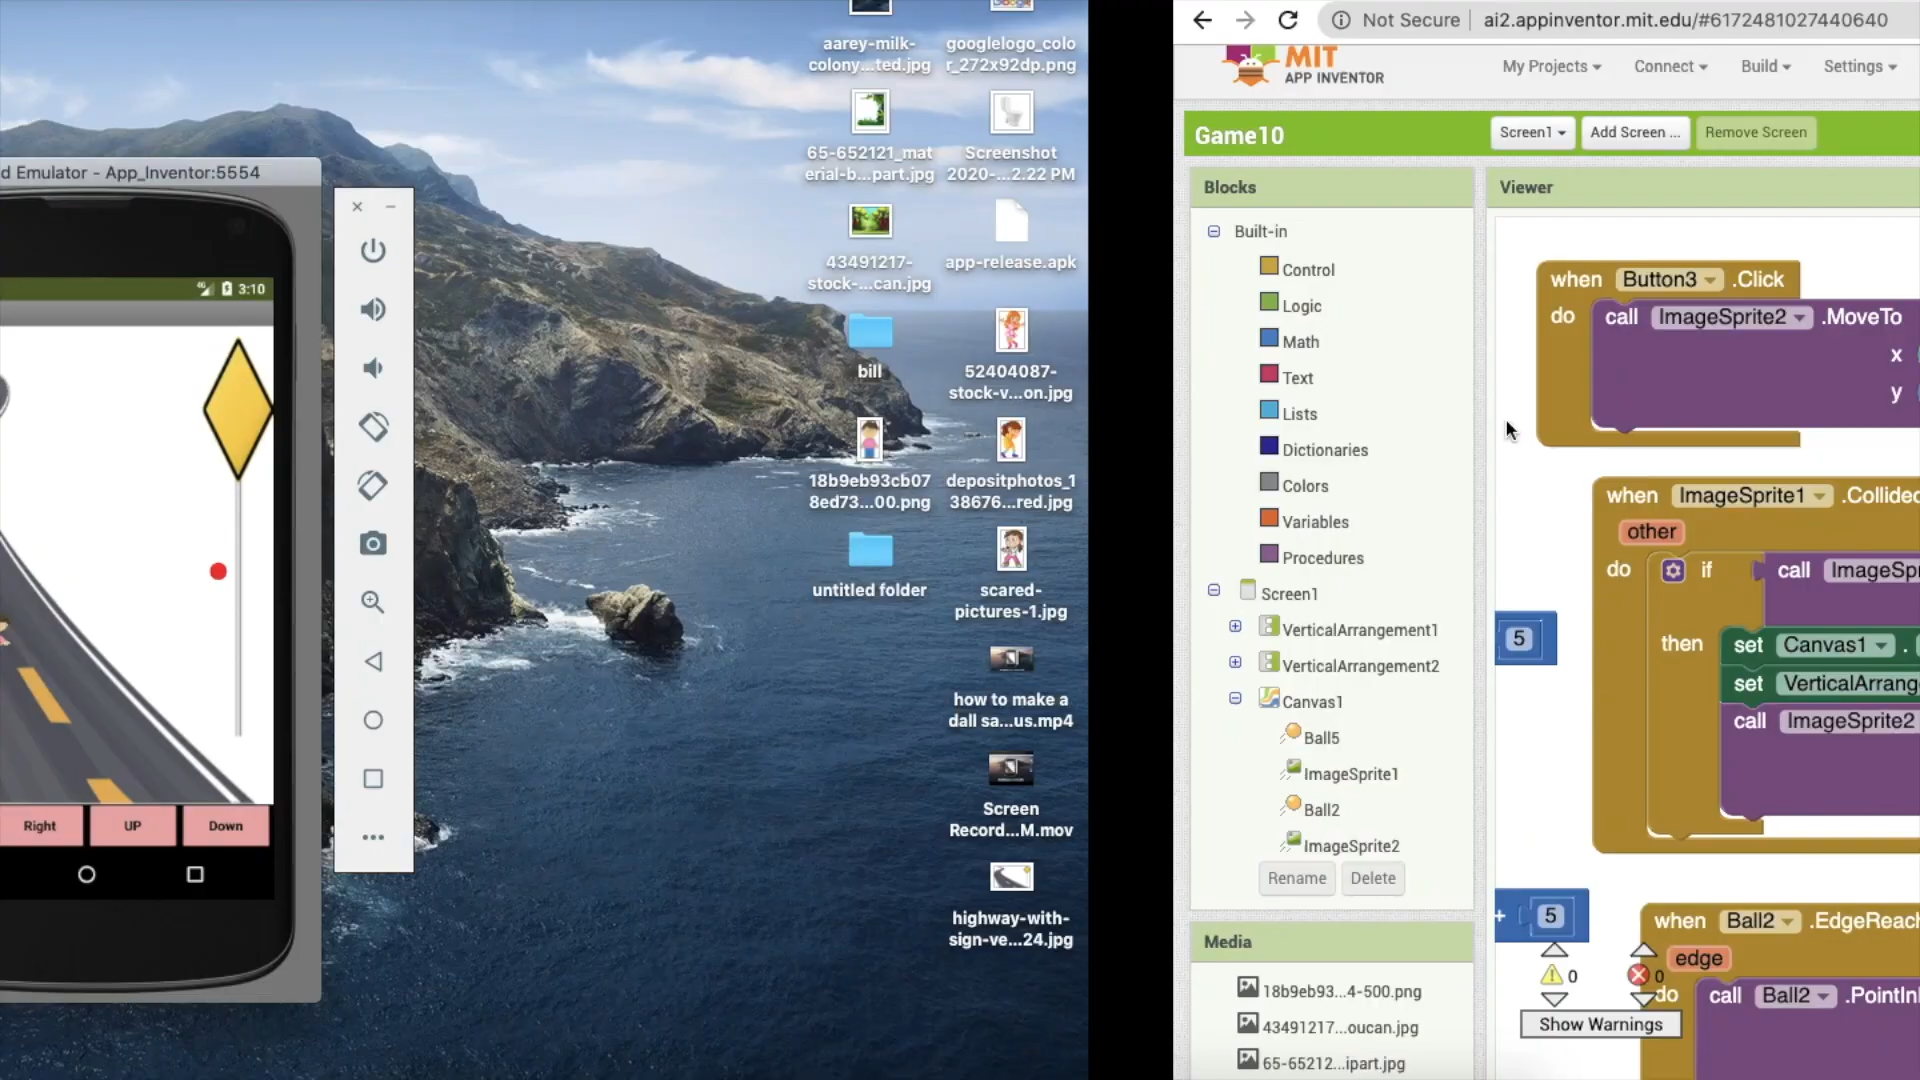 d Emulator - App_Inventor:5554
3:10
Right
UP
Down
aarey-milk-
colony...ted.jpg
googlelogo_colo
r_272x92dp.png
65-652121_mat
erial-b...part.jpg
Screenshot
2020-...2.22 PM
43491217-
stock-...can.jpg
app-release.apk
bill
52404087-
stock-v...on.jpg
18b9eb93cb07
8ed73...00.png
depositphotos_1
38676...red.jpg
untitled folder
scared-
pictures-1.jpg
how to make a
dall sa...us.mp4
Screen
Record...M.mov
highway-with-
sign-ve...24.jpg
Not Secure
ai2.appinventor.mit.edu/#6172481027440640
MIT
APP INVENTOR
My Projects
Connect
Build
Settings
Game10
Screen1
Add Screen ...
Remove Screen
Blocks
Built-in
Control
Logic
Math
Text
Lists
Dictionaries
Colors
Variables
Procedures
Screen1
VerticalArrangement1
VerticalArrangement2
Canvas1
Ball5
ImageSprite1
Ball2
ImageSprite2
Rename
Delete
Media
18b9eb93...4-500.png
43491217...oucan.jpg
65-65212...ipart.jpg
Viewer
when Button3 .Click
do call ImageSprite2 .MoveTo
x
y
when ImageSprite1 .Collided
other
do if call ImageSpr
5
then set Canvas1 .
set VerticalArrang
call ImageSprite2
+ 5
when Ball2 .EdgeReach
edge
do call Ball2 .PointIn
0
0
Show Warnings